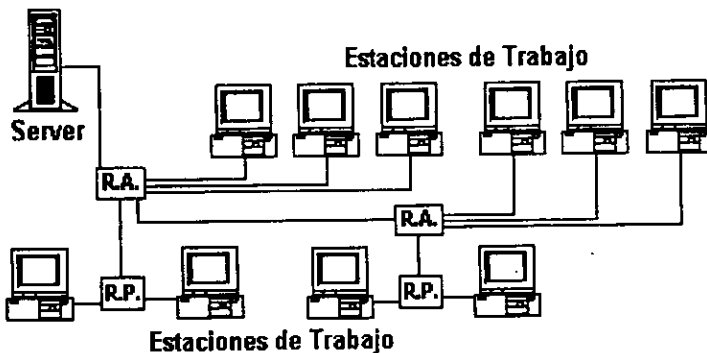 Estaciones de Trabajo
Server
R.A.
R.A.
R.P.
R.P.
Estaciones de Trabajo